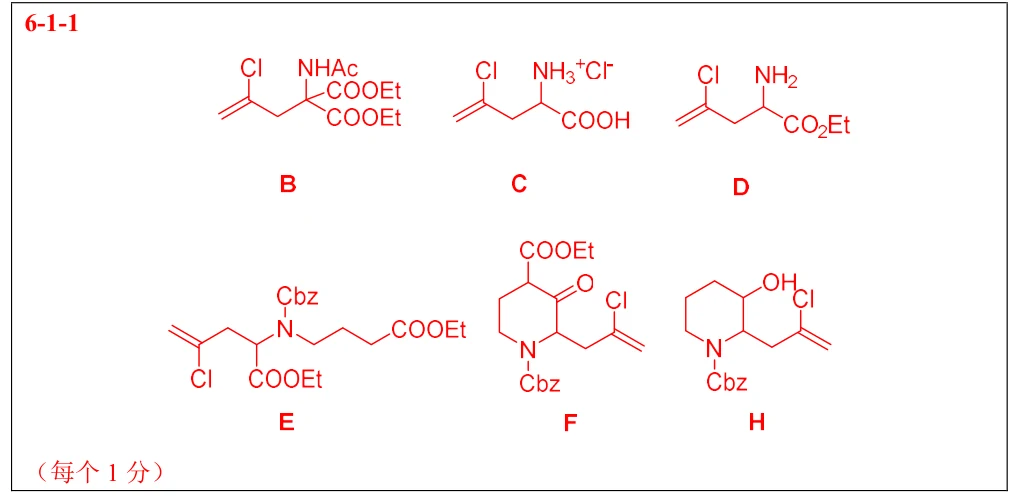 6-1-1
Cl NHAc
COOEt
COOEt
B
Cl NH3+Cl-
COOH
C
Cl NH2
CO2Et
D
Cbz
N
COOEt
Cl COOEt
E
COOEt
O
Cl
N
Cbz
F
OH
Cl
N
Cbz
H
（每个 1 分）